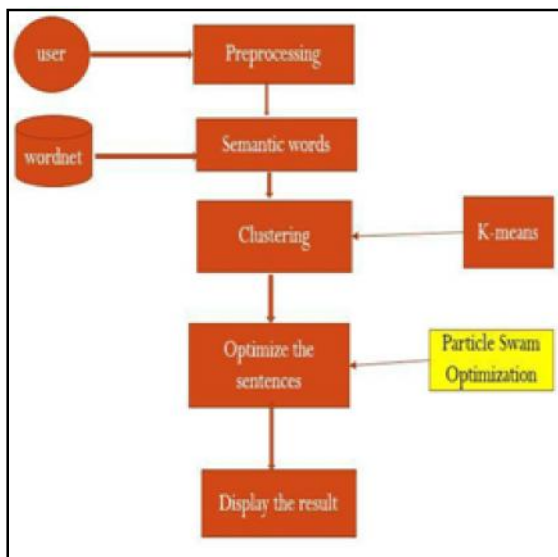 user
Preprocessing
wordnet
Semantic words
Clustering
K-means
Optimize the
sentences
Particle Swam
Optimization
Display the result